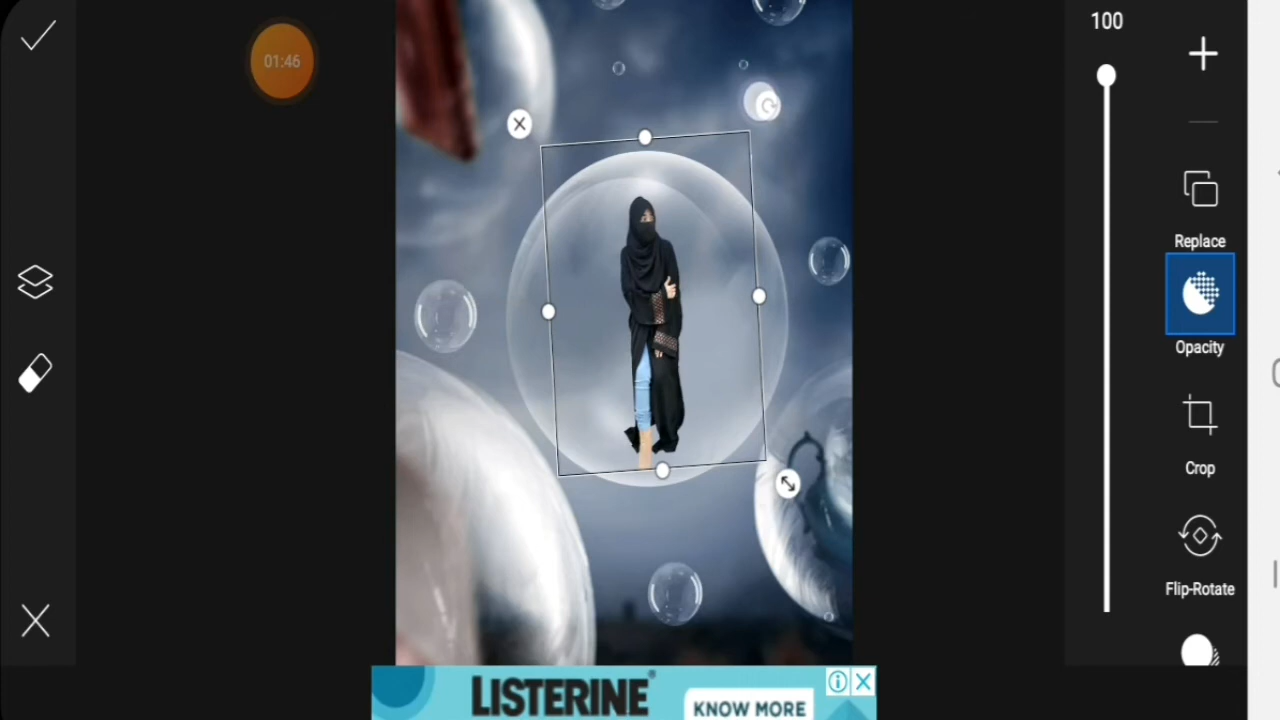 100
01:46
Replace
Opacity
Crop
Flip-Rotate
LISTERINE®
KNOW MORE